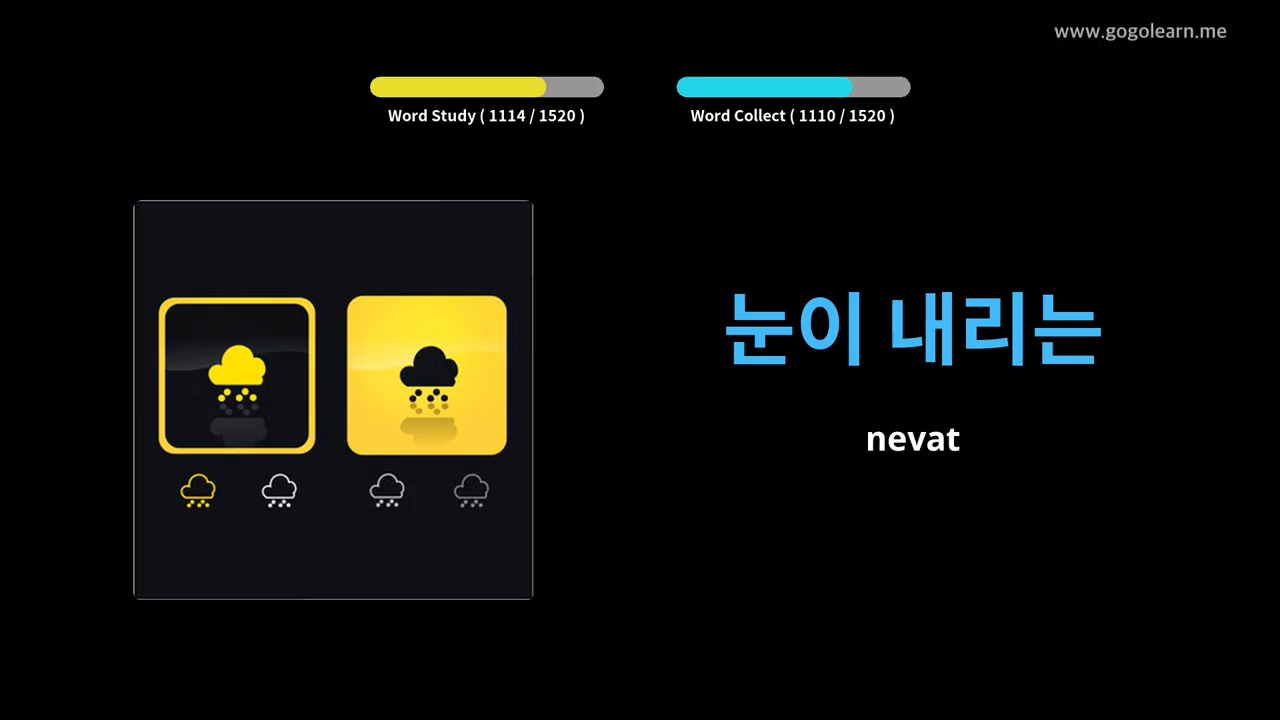 www.gogolearn.me
Word Study ( 1114 / 1520 )
Word Collect ( 1110 / 1520 )
눈이 내리는
nevat